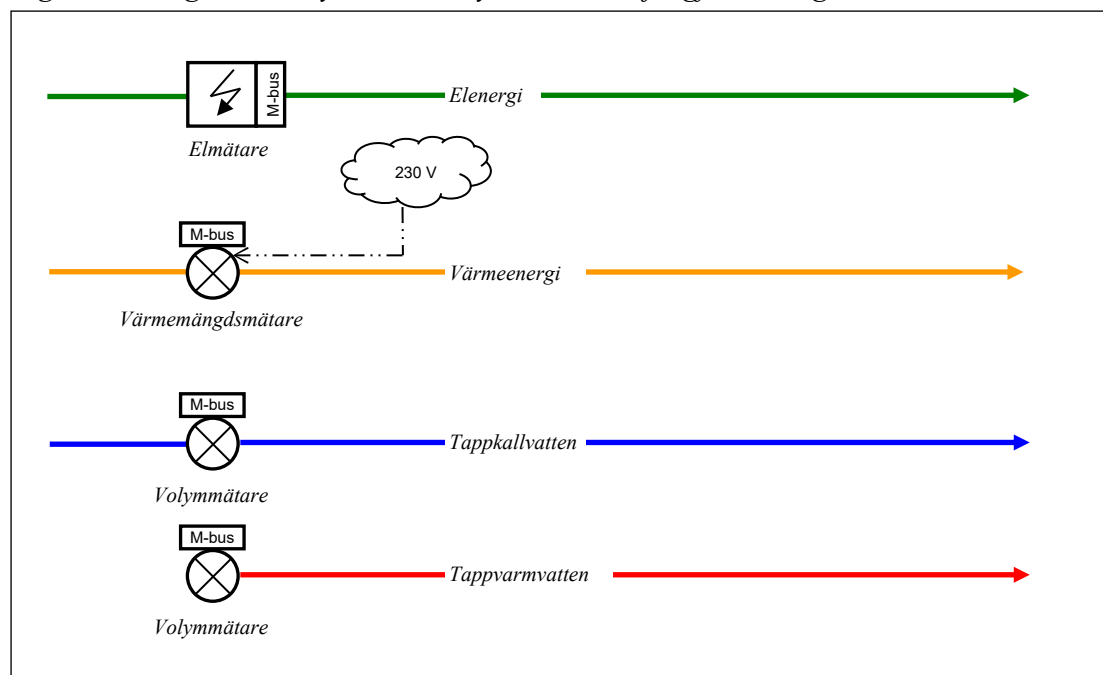 M-bus
Elenergi
Elmätare
230 V
M-bus
Värmeenergi
Värmemängdsmätare
M-bus
Tappkallvatten
Volymmätare
M-bus
Tappvarmvatten
Volymmätare